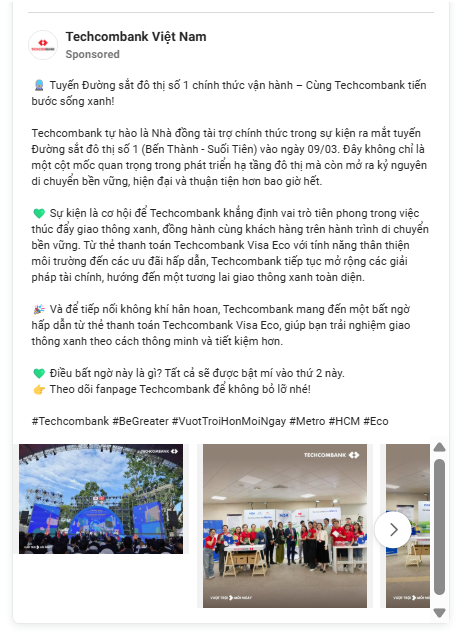 Techcombank Việt Nam
Sponsored
🚇 Tuyến Đường sắt đô thị số 1 chính thức vận hành – Cùng Techcombank tiến
bước sống xanh!
Techcombank tự hào là Nhà đồng tài trợ chính thức trong sự kiện ra mắt tuyến
Đường sắt đô thị số 1 (Bến Thành - Suối Tiên) vào ngày 09/03. Đây không chỉ là
một cột mốc quan trọng trong phát triển hạ tầng đô thị mà còn mở ra kỷ nguyên
di chuyển bền vững, hiện đại và thuận tiện hơn bao giờ hết.
💚 Sự kiện là cơ hội để Techcombank khẳng định vai trò tiên phong trong việc
thúc đẩy giao thông xanh, đồng hành cùng khách hàng trên hành trình di chuyển
bền vững. Từ thẻ thanh toán Techcombank Visa Eco với tính năng thân thiện
môi trường đến các ưu đãi hấp dẫn, Techcombank tiếp tục mở rộng các giải
pháp tài chính, hướng đến một tương lai giao thông xanh toàn diện.
🎉 Và để tiếp nối không khí hân hoan, Techcombank mang đến một bất ngờ
hấp dẫn từ thẻ thanh toán Techcombank Visa Eco, giúp bạn trải nghiệm giao
thông xanh theo cách thông minh và tiết kiệm hơn.
💚 Điều bất ngờ này là gì? Tất cả sẽ được bật mí vào thứ 2 này.
👉 Theo dõi fanpage Techcombank để không bỏ lỡ nhé!
#Techcombank #BeGreater #VuotTroiHonMoiNgay #Metro #HCM #Eco
TECHCOMBANK
VƯỢT TRỘI MỖI NGÀY